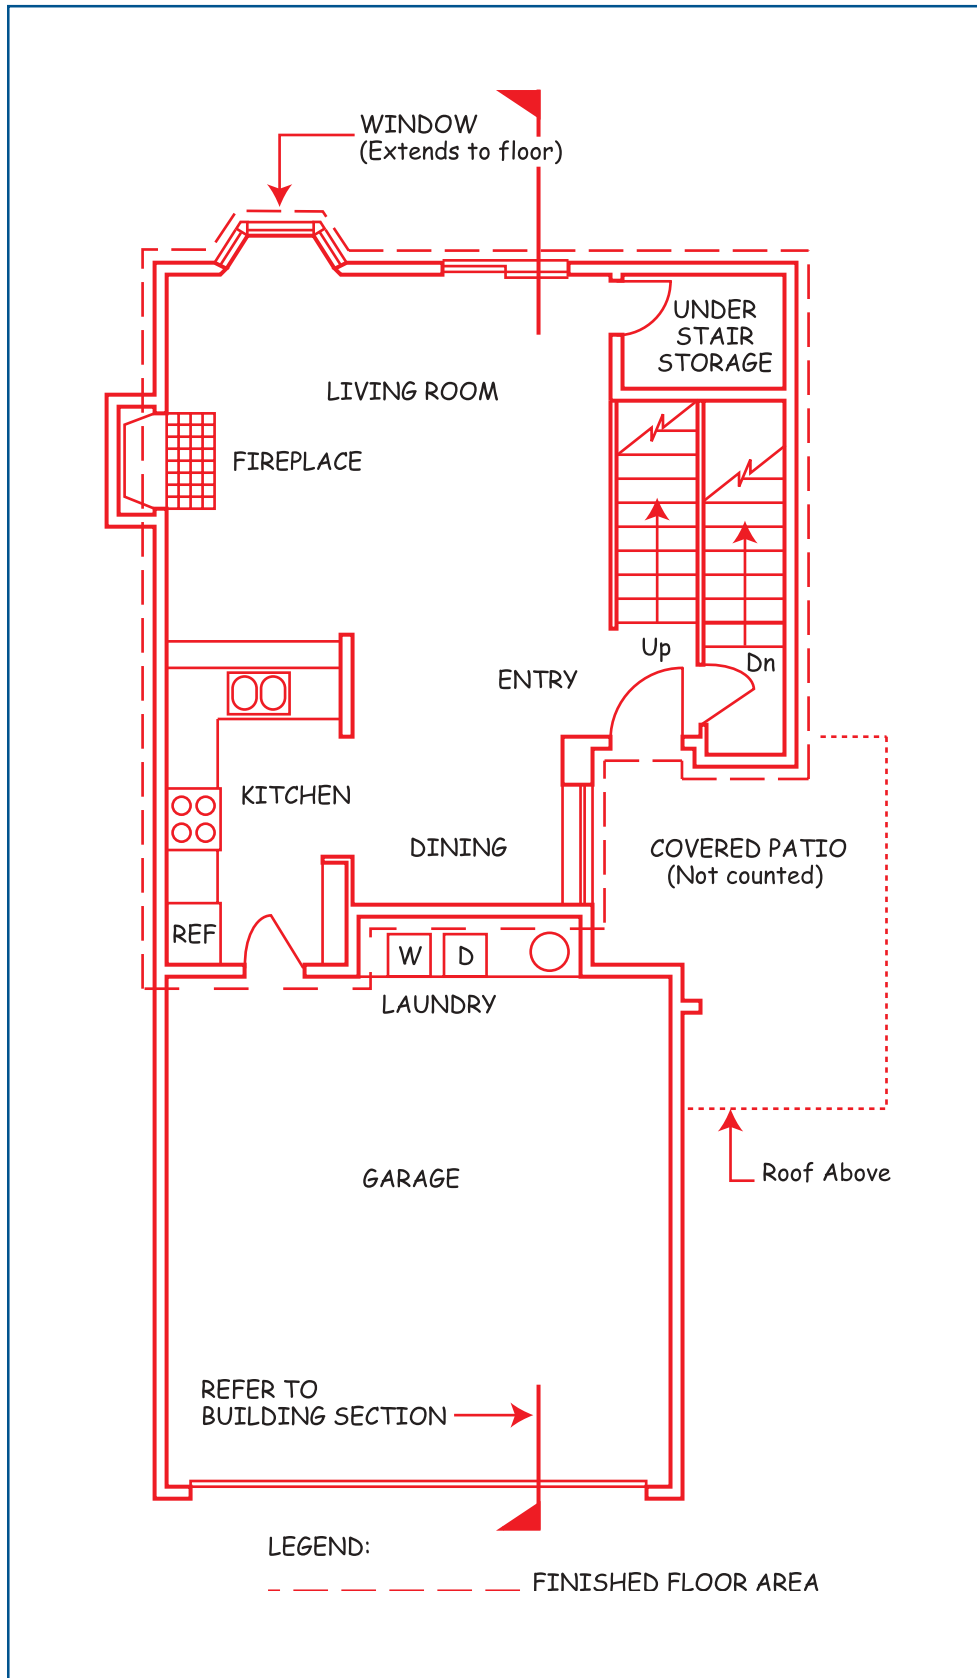 WINDOW
(Extends to floor)
UNDER
STAIR
STORAGE
LIVING ROOM
FIREPLACE
Up
Dn
ENTRY
KITCHEN
DINING
COVERED PATIO
(Not counted)
REF
W
D
LAUNDRY
GARAGE
Roof Above
REFER TO
BUILDING SECTION
LEGEND:
FINISHED FLOOR AREA